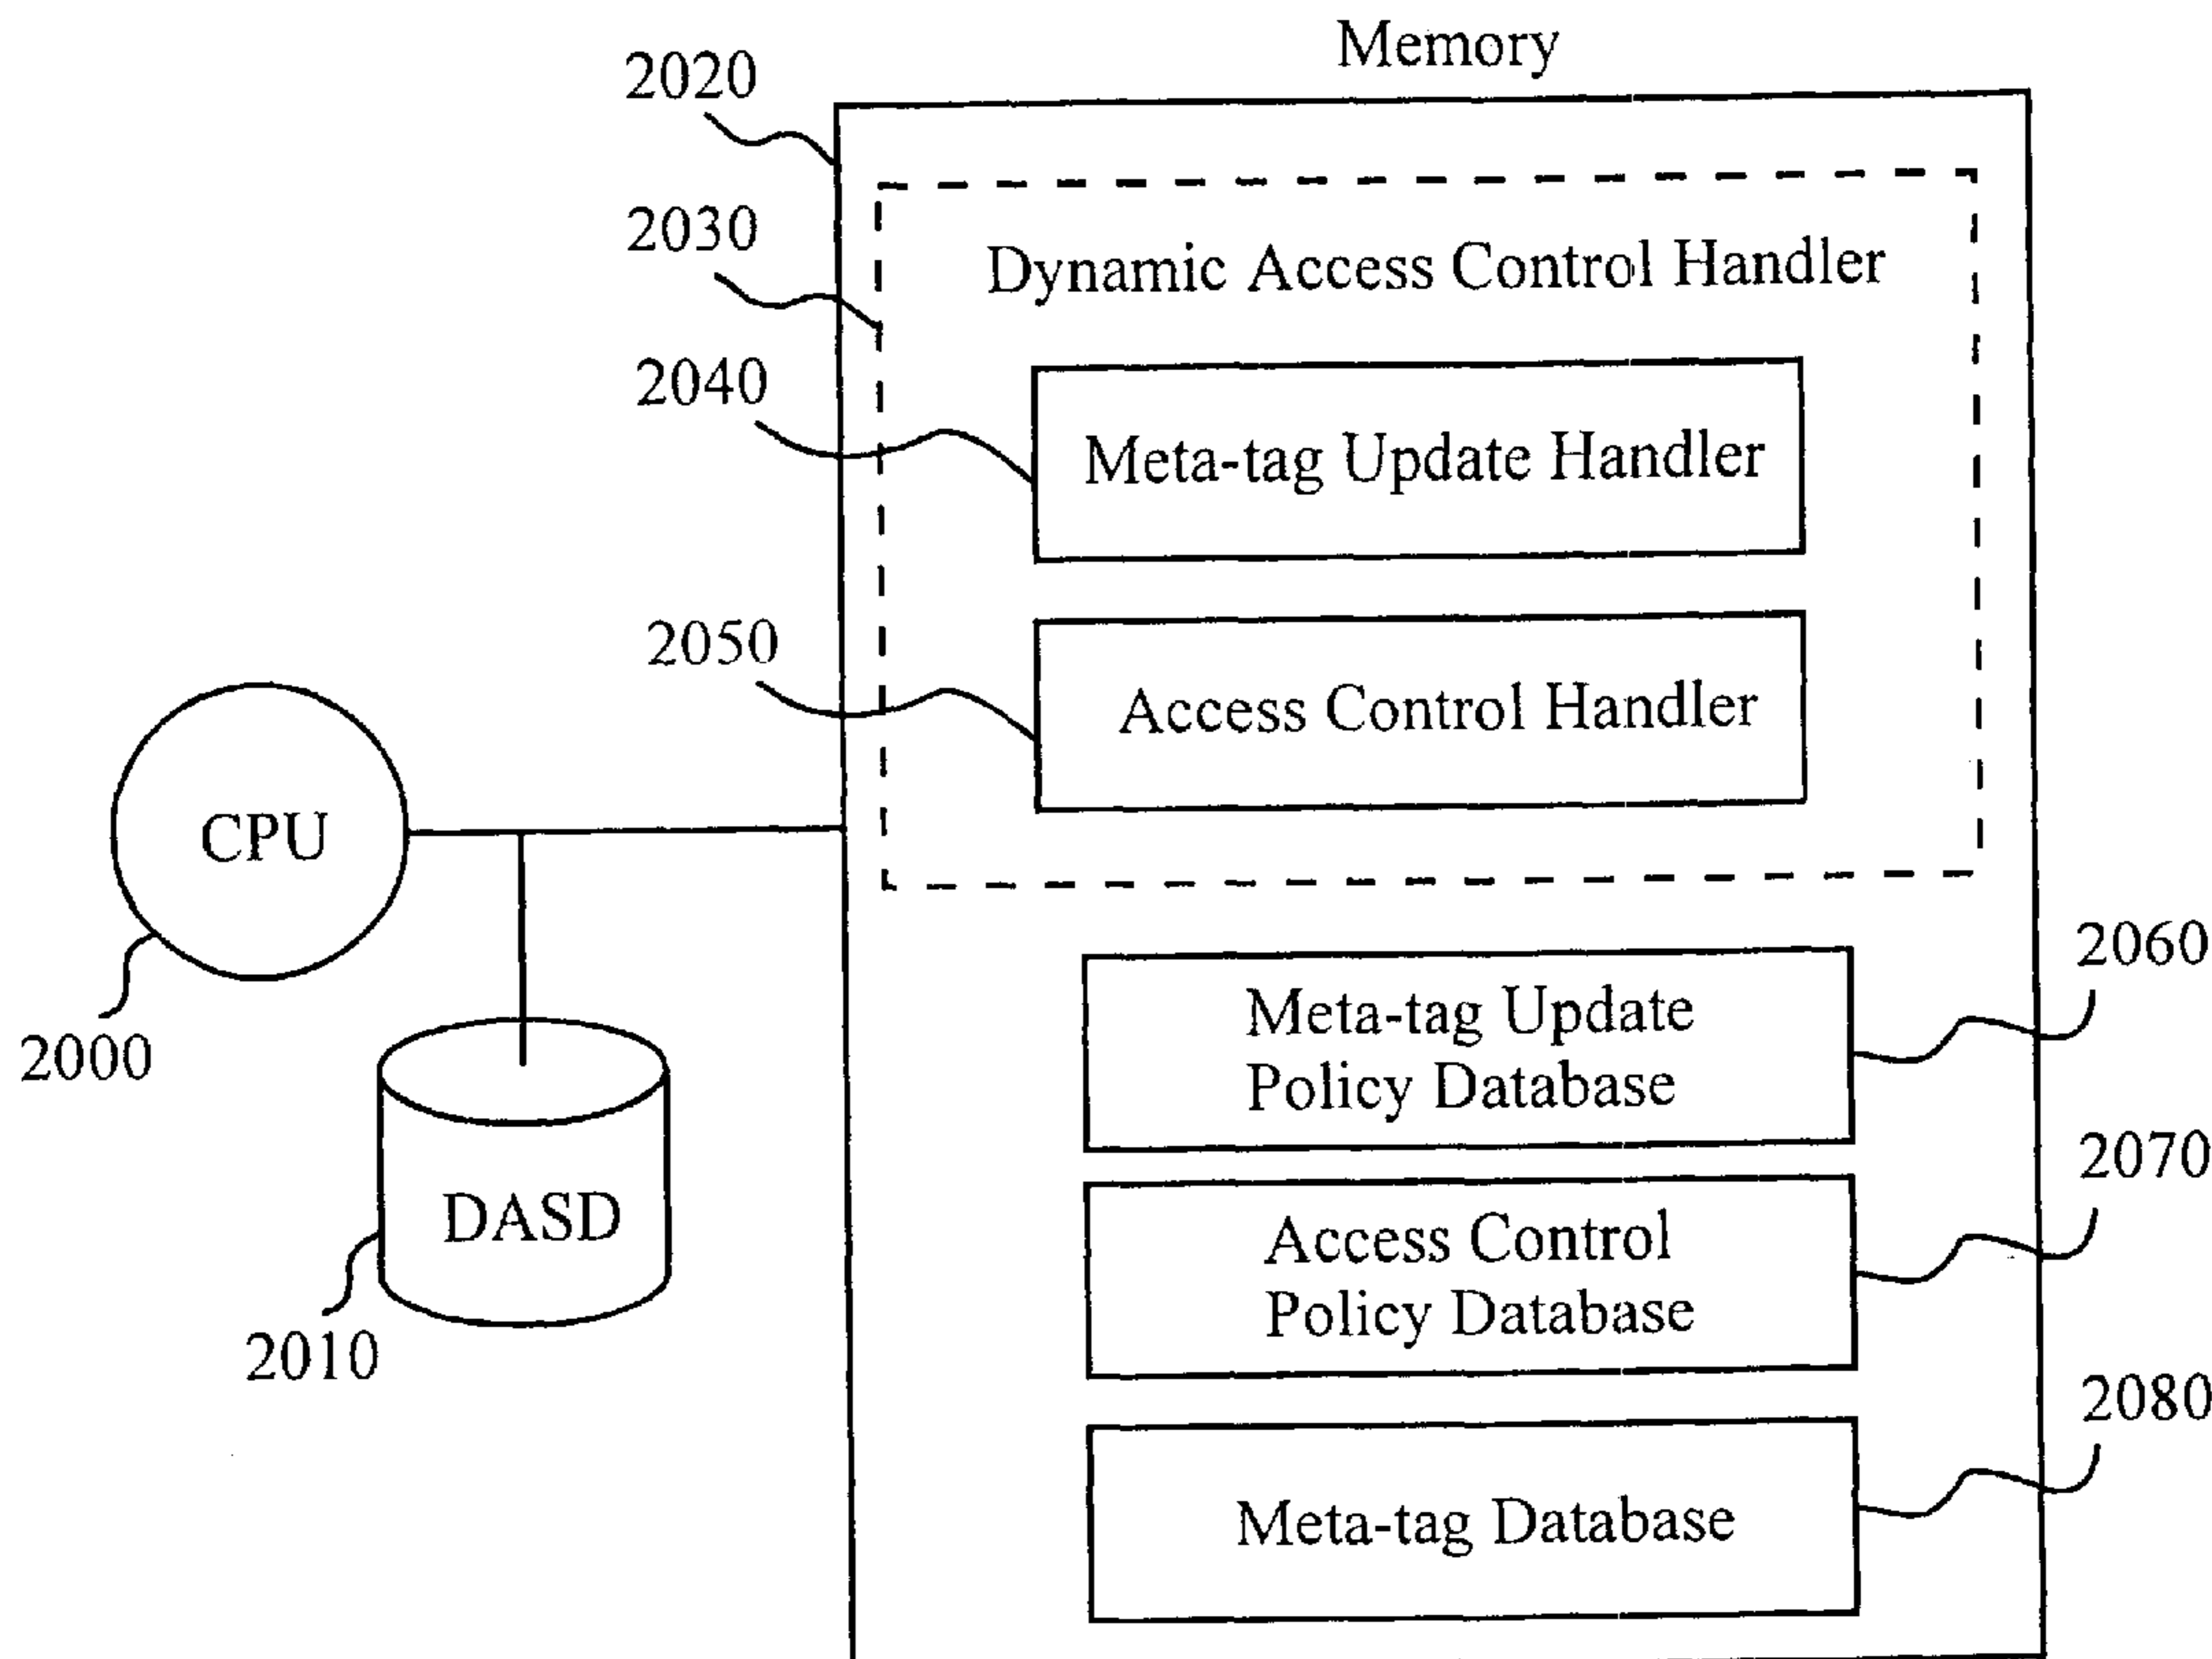 Memory
2020
2030
Dynamic Access Control Handler
2040
Meta-tag Update Handler
2050
Access Control Handler
CPU
2000
2060
Meta-tag Update
Policy Database
2070
DASD
Access Control
Policy Database
2010
2080
Meta-tag Database